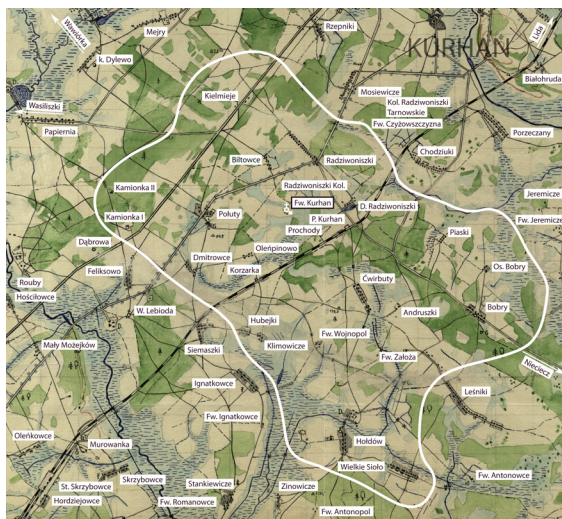 Wawiórka
Mejry
Rzepniki
KURHAN
Lida
k. Dylewo
Białohruda
Kielmieje
Mosiewicze
Wasiliszki
Kol. Radziwoniszki
Tarnowskie
Papiernia
Fw. Czyżowszczyzna
Porzeczany
Chodziuki
Biltowce
Radziwoniszki
Kamionka II
Radziwoniszki Kol.
Jeremicze
Fw. Kurhan
D. Radziwoniszki
Poluty
Kamionka I
P. Kurhan
Fw. Jeremicze
Prochody
Piaski
Dąbrowa
Oleńpinowo
Dmitrowce
Feliksowo
Korzarka
Os. Bobry
Rouby
Ćwirbuty
Hościłowce
Bobry
W. Lebioda
Andruszki
Hubejki
Fw. Wojnopol
Mały Możejków
Siemaszki
Klimowicze
Fw. Założa
Nieciecz
Ignatkowce
Leśniki
Fw. Ignatkowce
Oleńkowce
Hołdów
Murowanka
Wielkie Sioło
Skrzybowce
Fw. Antonowce
St. Skrzybowce
Stankiewicze
Zinowicze
Hordziejowce
Fw. Romanowce
Fw. Antonopol